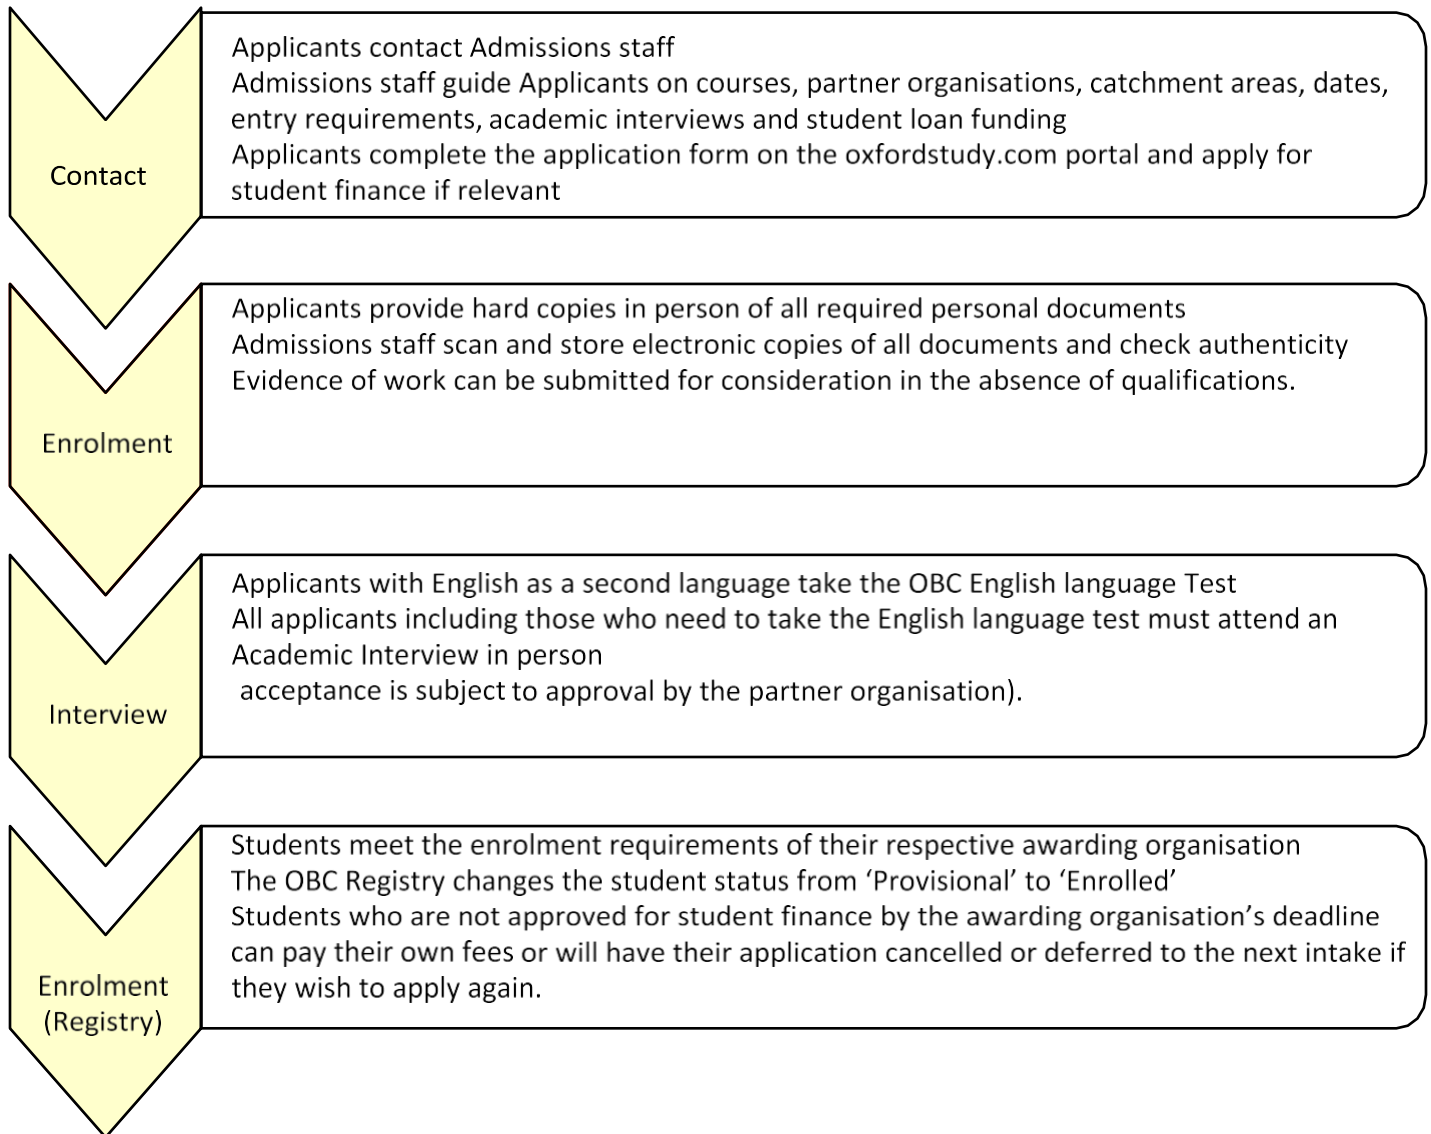 Contact
Applicants contact Admissions staff
Admissions staff guide Applicants on courses, partner organisations, catchment areas, dates,
entry requirements, academic interviews and student loan funding
Applicants complete the application form on the oxfordstudy.com portal and apply for
student finance if relevant
Enrolment
Applicants provide hard copies in person of all required personal documents
Admissions staff scan and store electronic copies of all documents and check authenticity
Evidence of work can be submitted for consideration in the absence of qualifications.
Interview
Applicants with English as a second language take the OBC English language Test
All applicants including those who need to take the English language test must attend an
Academic Interview in person
acceptance is subject to approval by the partner organisation).
Enrolment
(Registry)
Students meet the enrolment requirements of their respective awarding organisation
The OBC Registry changes the student status from ‘Provisional’ to ‘Enrolled’
Students who are not approved for student finance by the awarding organisation’s deadline
can pay their own fees or will have their application cancelled or deferred to the next intake if
they wish to apply again.